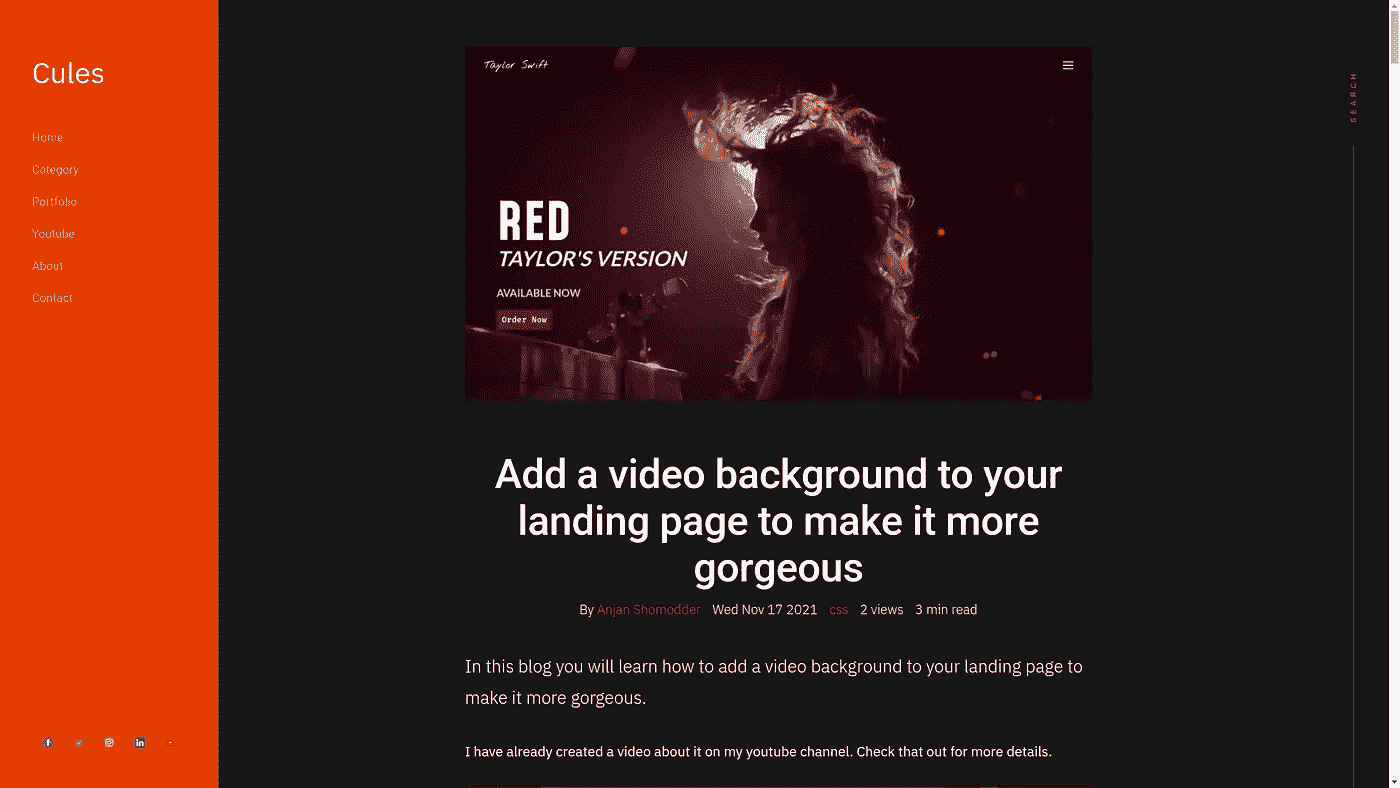 Cules
Home
Category
Portfolio
Youtube
About
Contact
Taylor Swift
RED
TAYLOR'S VERSION
AVAILABLE NOW
Order Now
SEARCH
Add a video background to your
landing page to make it more
gorgeous
By Anjan Shomodder Wed Nov 17 2021 css 2 views 3 min read
In this blog you will learn how to add a video background to your landing page to
make it more gorgeous.
I have already created a video about it on my youtube channel. Check that out for more details.